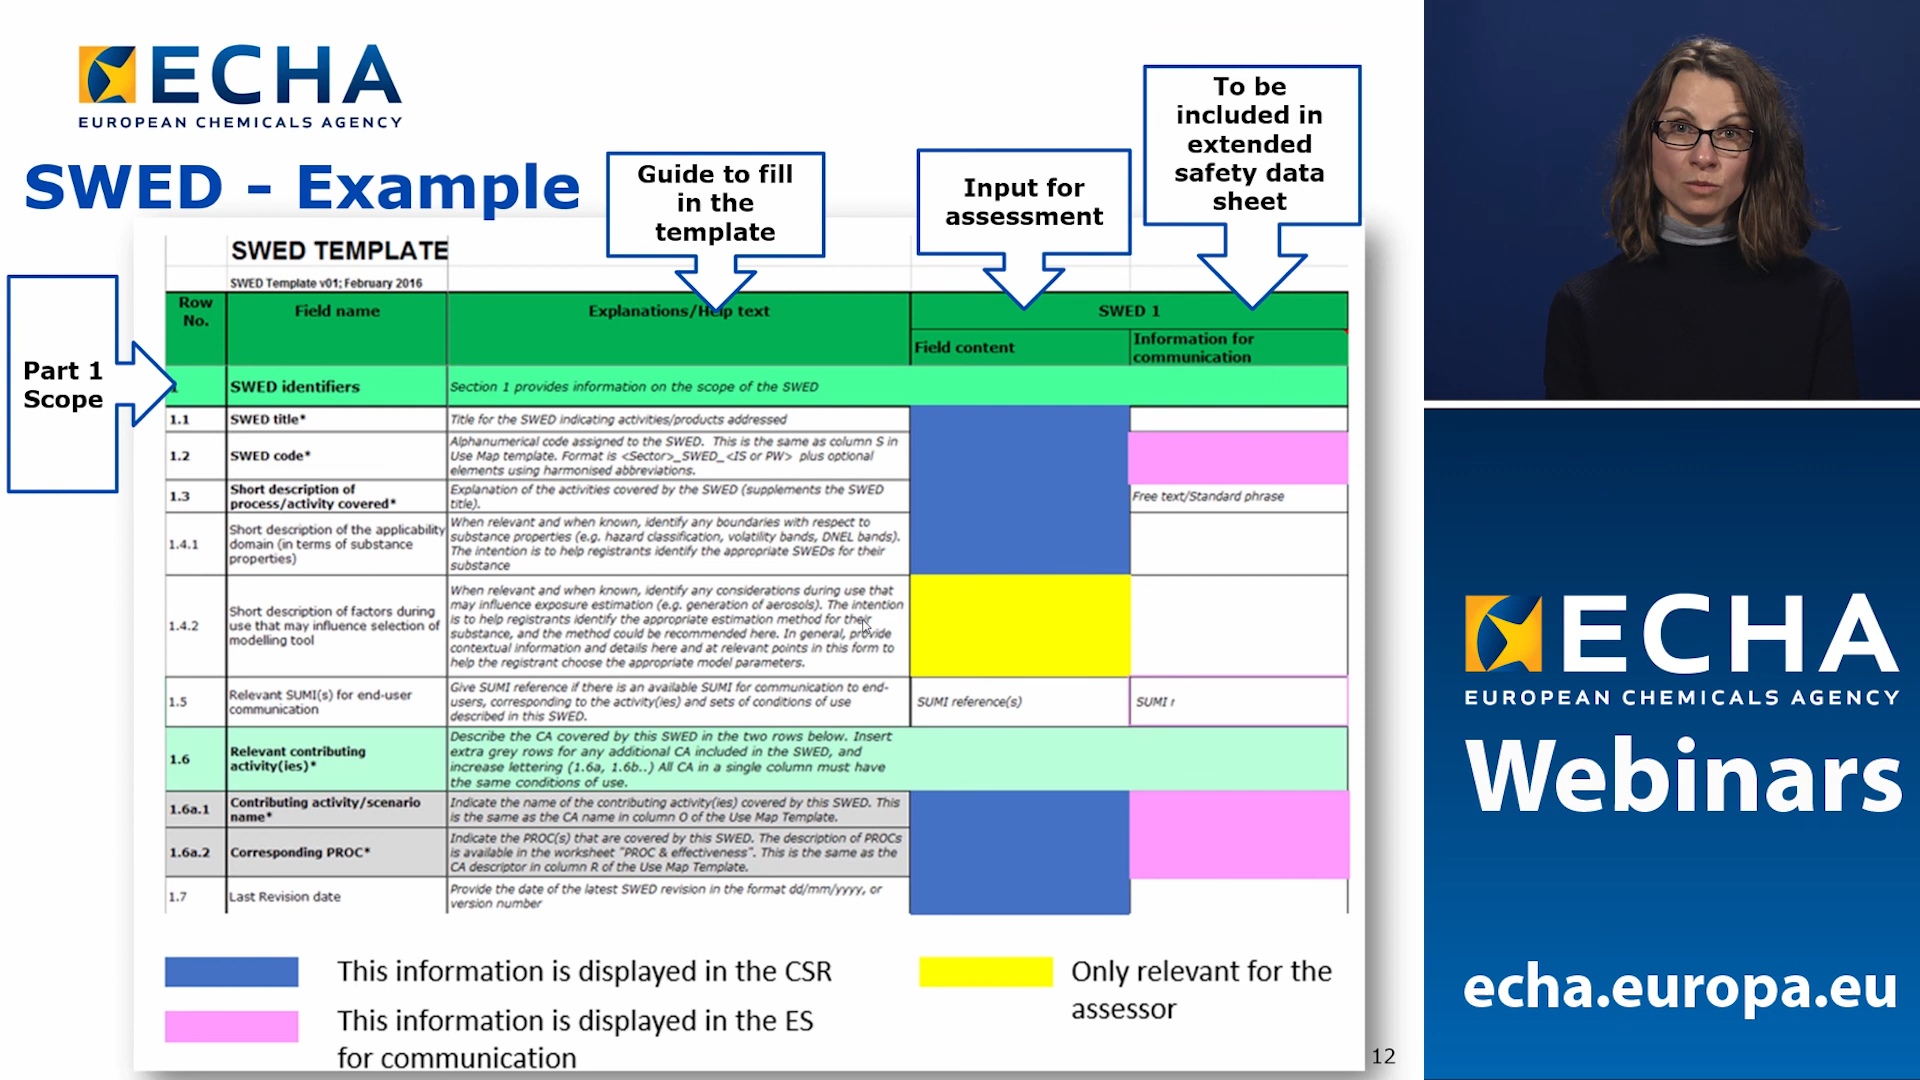 ECHA
EUROPEAN CHEMICALS AGENCY
SWED - Example
Guide to fill
in the
template
Input for
assessment
To be
included in
extended
safety data
sheet
Part 1
Scope
SWED TEMPLATE
SWED Template v01; February 2016
Row
No.
Field name
Explanations/Help text
SWED 1
Field content
Information for
communication
SWED identifiers
Section 1 provides information on the scope of the SWED
1.1
SWED title*
Title for the SWED indicating activities/products addressed
1.2
SWED code*
Alphanumerical code assigned to the SWED. This is the same as column S in
Use Map template. Format is <Sector>_SWED_<IS or PW> plus optional
elements using harmonised abbreviations.
1.3
Short description of
process/activity covered*
Explanation of the activities covered by the SWED (supplements the SWED
title).
Free text/Standard phrase
1.4.1
Short description of the applicability
domain (in terms of substance
properties)
When relevant and when known, identify any boundaries with respect to
substance properties (e.g. hazard classification, volatility bands, DNEL bands).
The intention is to help registrants identify the appropriate SWEDs for their
substance
1.4.2
Short description of factors during
use that may influence selection of
modelling tool
When relevant and when known, identify any considerations during use that
may influence exposure estimation (e.g. generation of aerosols). The intention
is to help registrants identify the appropriate estimation method for their
substance, and the method could be recommended here. In general, provide
contextual information and details here and at relevant points in this form to
help the registrant choose the appropriate model parameters.
1.5
Relevant SUMI(s) for end-user
communication
Give SUMI reference if there is an available SUMI for communication to end-
users, corresponding to the activity(ies) and sets of conditions of use
described in this SWED.
SUMI reference(s)
SUMI r
1.6
Relevant contributing
activity(ies)*
Describe the CA covered by this SWED in the two rows below. Insert
extra grey rows for any additional CA included in the SWED, and
increase lettering (1.6a, 1.6b..) All CA in a single column must have
the same conditions of use.
1.6a.1
Contributing activity/scenario
name*
Indicate the name of the contributing activity(ies) covered by this SWED. This
is the same as the CA name in column O of the Use Map Template.
1.6a.2
Corresponding PROC*
Indicate the PROC(s) that are covered by this SWED. The description of PROCs
is available in the worksheet "PROC & effectiveness". This is the same as the
CA descriptor in column R of the Use Map Template.
1.7
Last Revision date
Provide the date of the latest SWED revision in the format dd/mm/yyyy, or
version number
This information is displayed in the CSR
Only relevant for the
assessor
This information is displayed in the ES
for communication
12
ECHA
EUROPEAN CHEMICALS AGENCY
Webinars
echa.europa.eu